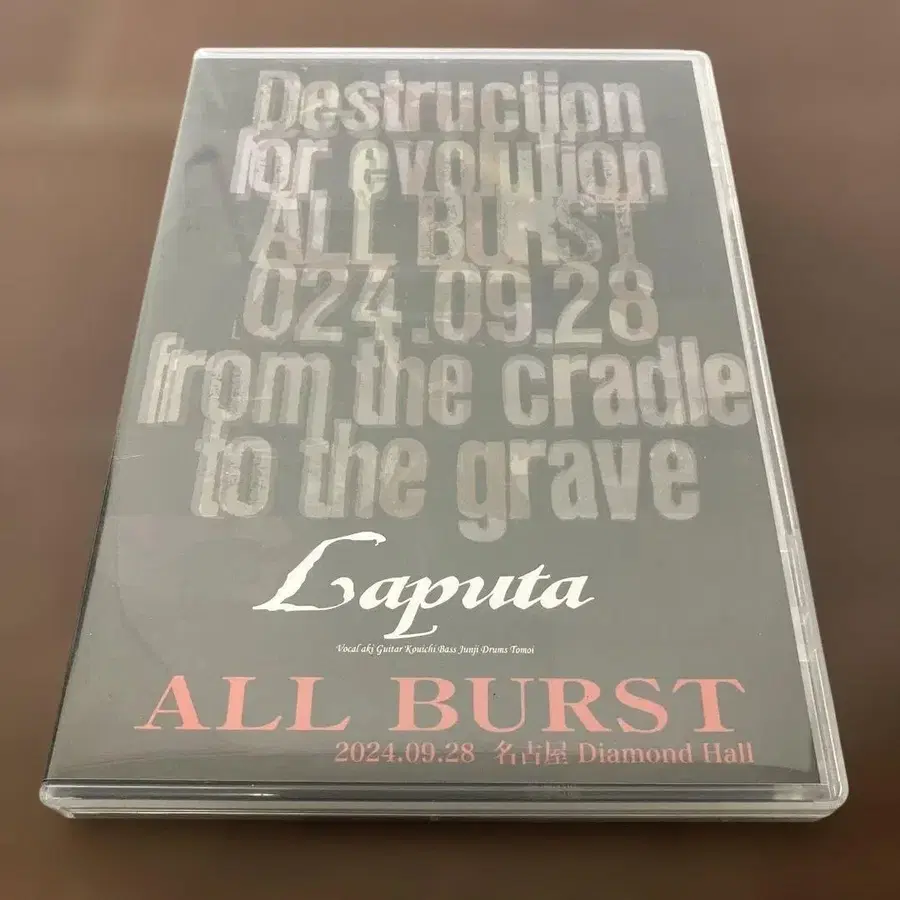 Destruction
for evolution
ALL BURST
024.09.28
from the cradle
to the grave
Laputa
Vocal aki Guitar Kouichi Bass Junji Drums Tomoi
ALL BURST
2024.09.28 名古屋 Diamond Hall